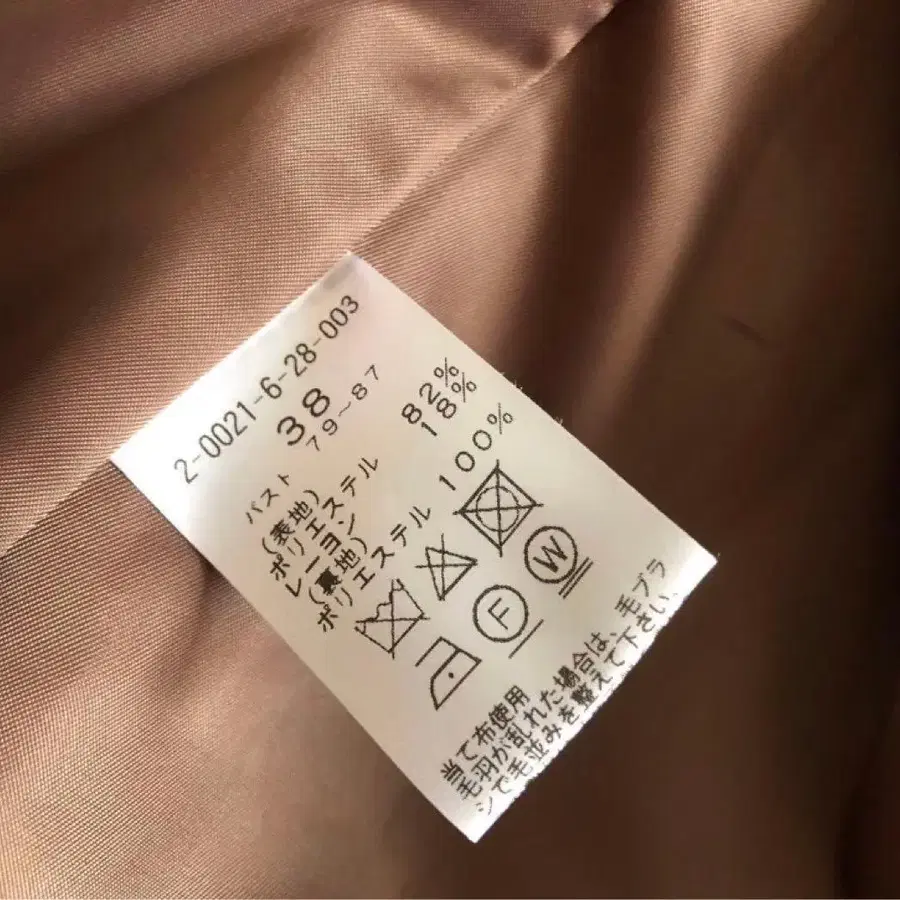 2-0021-6-28-003
38
バスト 79~87
(表地)
ポリエステル 82%
レーヨン 18%
(裏地)
ポリエステル 100%
F W
当て布使用
毛羽が乱れた場合は、毛ブラ
シで毛並みを整えて下さい.